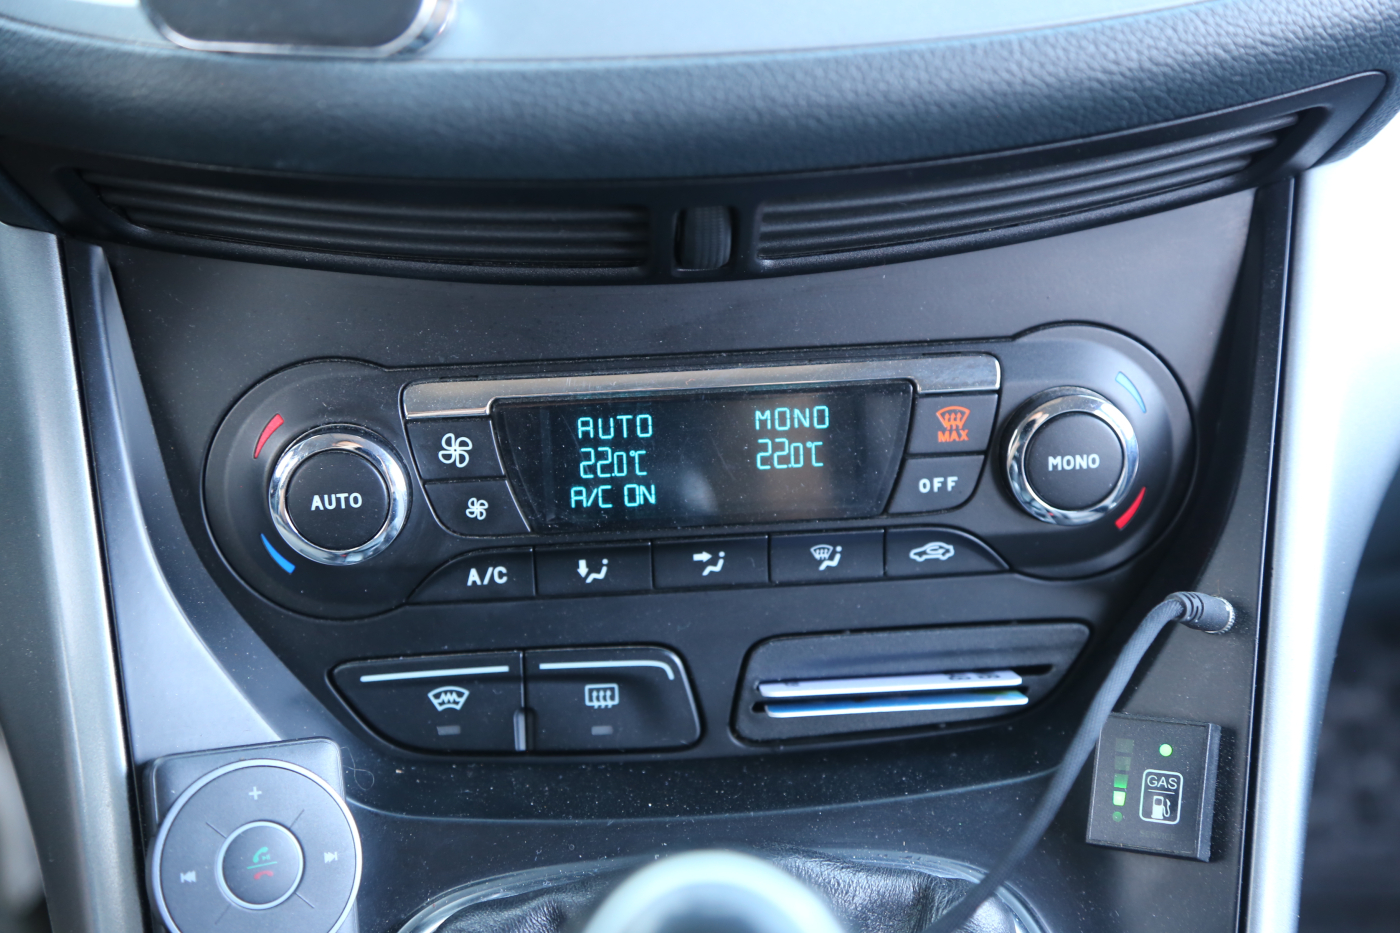 AUTO
MONO
22.0℃
22.0℃
A/C ON
AUTO
MAX
OFF
MONO
A/C
GAS